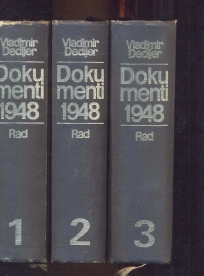 Vladimir
Dedijer
Doku
menti
1948
Rad
1
Vladimir
Dedijer
Doku
menti
1948
Rad
2
Vladimir
Dedijer
Doku
menti
1948
Rad
3